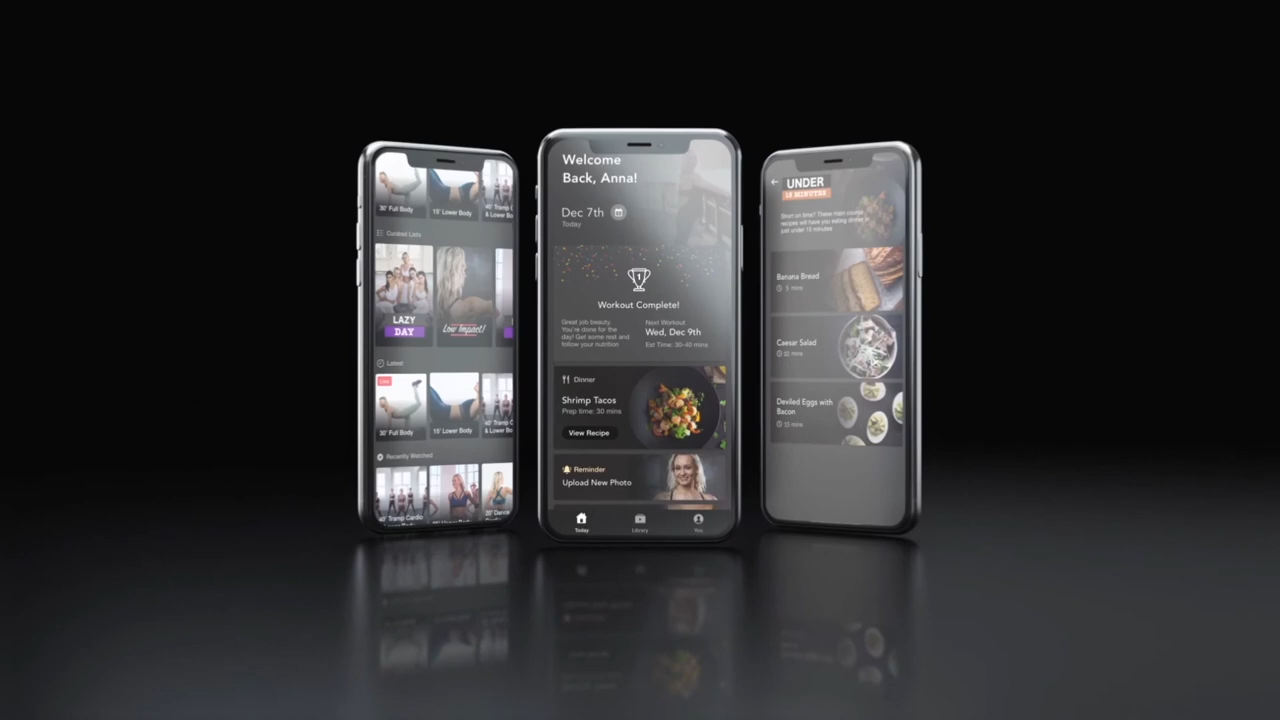 30' Full Body
15' Lower Body
40' Tramp C
& Lower Bo
Curated Lists
LAZY
DAY
Low Impact!
Latest
Live
30' Full Body
15' Lower Body
40' Tramp C
& Lower Bo
Recently Watched
40' Tramp Cardio
Lower Body
20' Dance
Welcome
Back, Anna!
Dec 7th
Today
1
Workout Complete!
Great job beauty.
You're done for the
day! Get some rest and
follow your nutrition
Next Workout
Wed, Dec 9th
Est Time: 30-40 mins
Dinner
Shrimp Tacos
Prep time: 30 mins
View Recipe
Reminder
Upload New Photo
Today
Library
You
UNDER
15 MINUTES
Short on time? These main course
recipes will have you eating dinner in
just under 15 minutes
Banana Bread
5 mins
Caesar Salad
mins
Deviled Eggs with
Bacon
mins